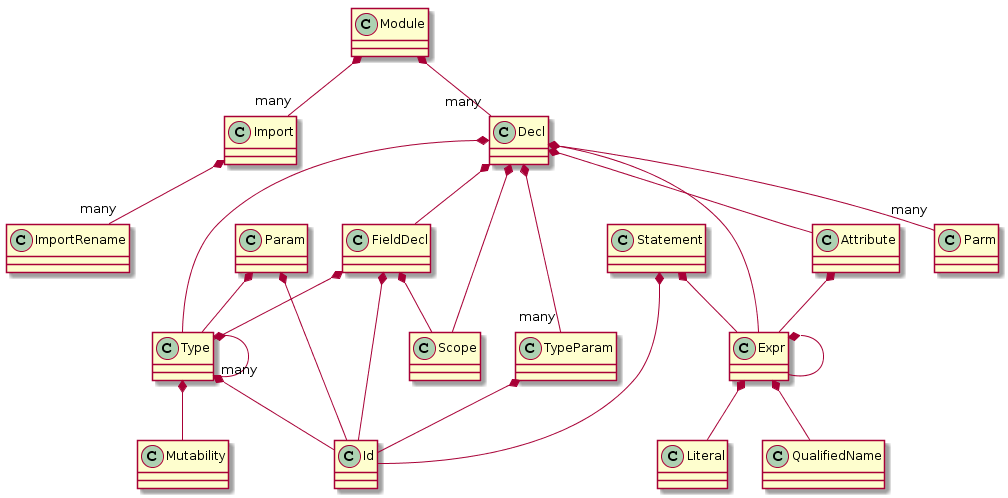 C Module
many
many
C Import
C Decl
many
many
C ImportRename
C Param
C FieldDecl
C Statement
C Attribute
C Parm
many
C Type
C Scope
C TypeParam
C Expr
many
C Mutability
C Id
C Literal
C QualifiedName